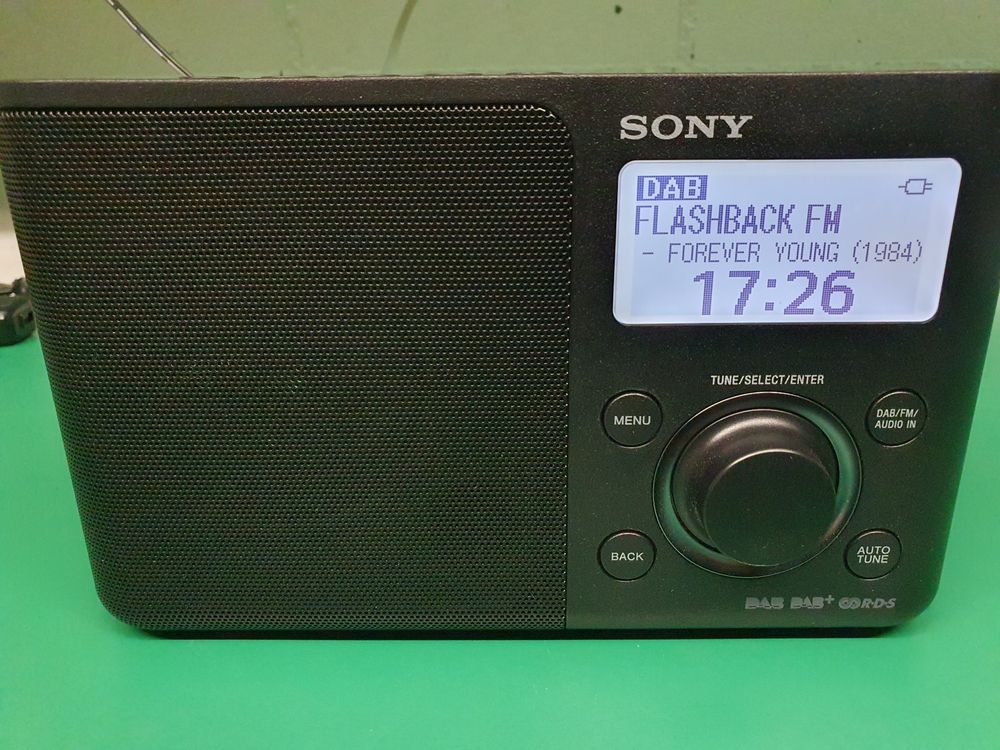 SONY
DAB
FLASHBACK FM
- FOREVER YOUNG (1984)
17:26
TUNE/SELECT/ENTER
MENU
DAB/FM/
AUDIO IN
BACK
AUTO
TUNE
DAB DAB+ R·D·S